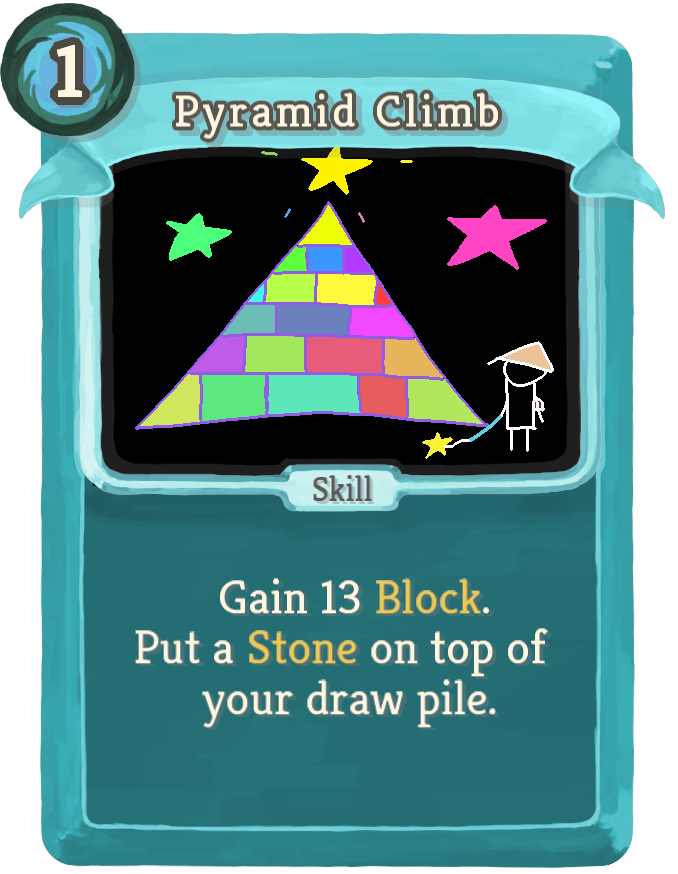 1
Pyramid Climb
Skill
Gain 13 Block.
Put a Stone on top of
your draw pile.